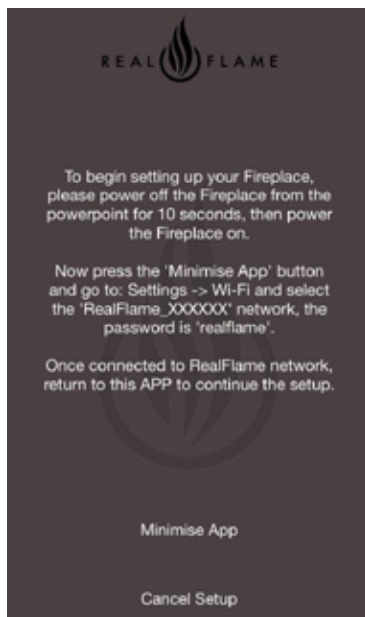 REAL FLAME
To begin setting up your Fireplace,
please power off the Fireplace from the
powerpoint for 10 seconds, then power
the Fireplace on.
Now press the 'Minimise App' button
and go to: Settings -> Wi-Fi and select
the 'RealFlame_XXXXXX' network, the
password is 'realflame'.
Once connected to RealFlame network,
return to this APP to continue the setup.
Minimise App
Cancel Setup